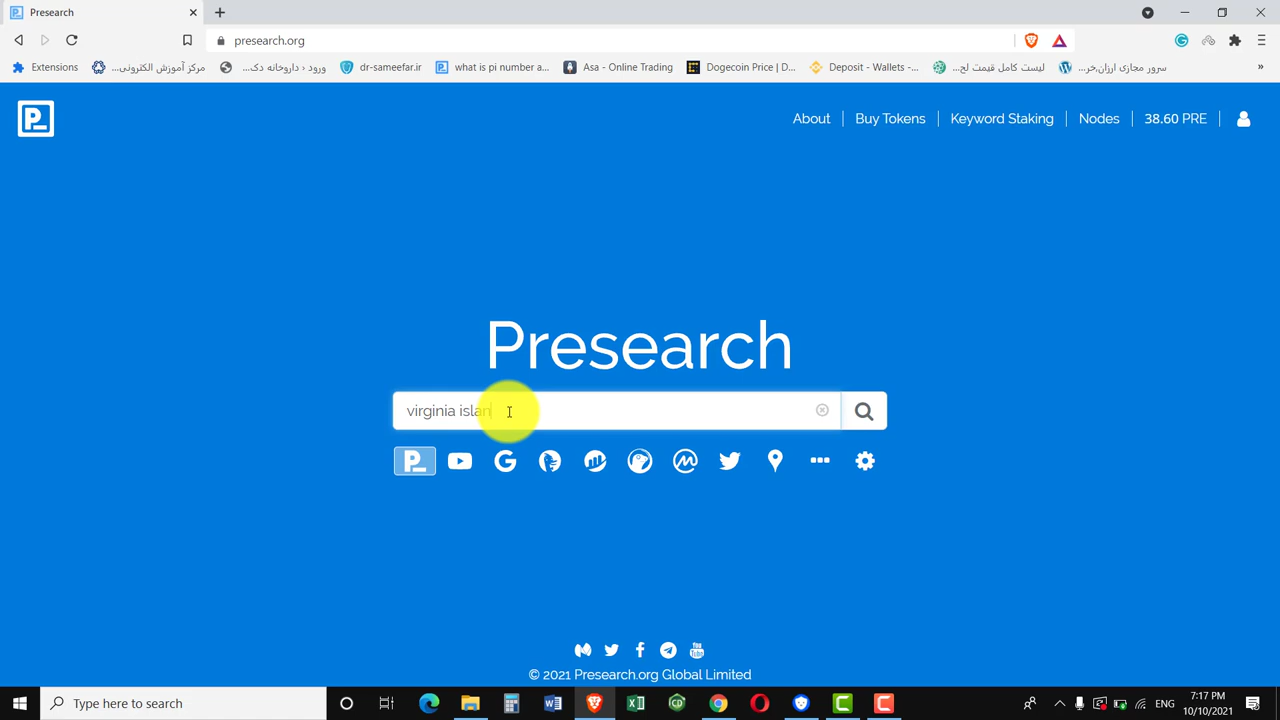 Presearch
presearch.org
Extensions
مرکز آموزش الکترونی...
ورود ‹ داروخانه دک...
dr-sameefar.ir
what is pi number a...
Asa - Online Trading
Dogecoin Price | D...
Deposit - Wallets -...
لیست کامل قیمت لح...
سرور مجازی ارزان,خر...
»
P_
About
Buy Tokens
Keyword Staking
Nodes
38.60 PRE
Presearch
virginia islan
P_
© 2021 Presearch.org Global Limited
Type here to search
ENG
7:17 PM
10/10/2021